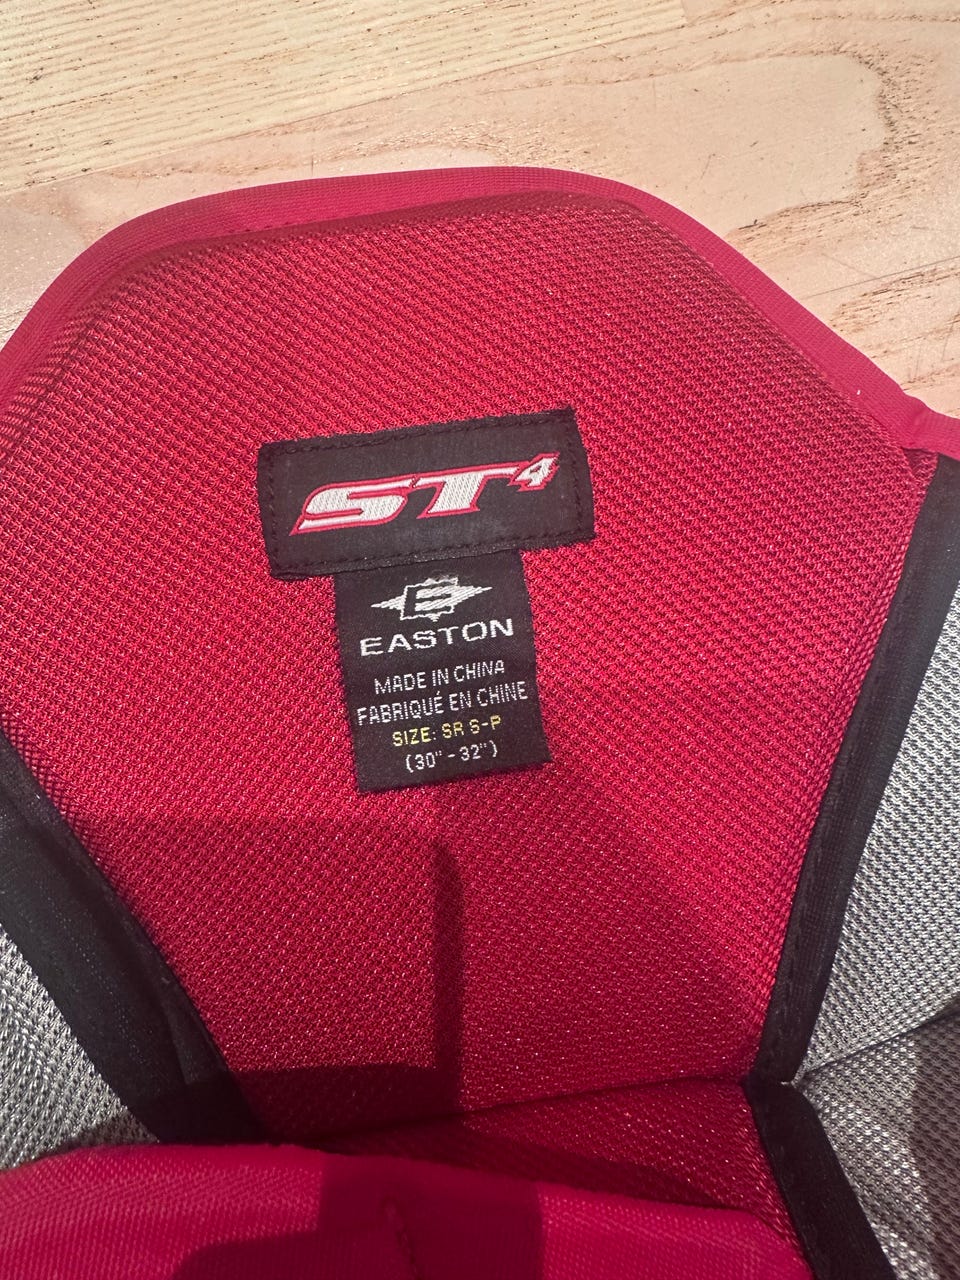 ST4
EASTON
MADE IN CHINA
FABRIQUÉ EN CHINE
SIZE: SR S-P
(30" - 32")